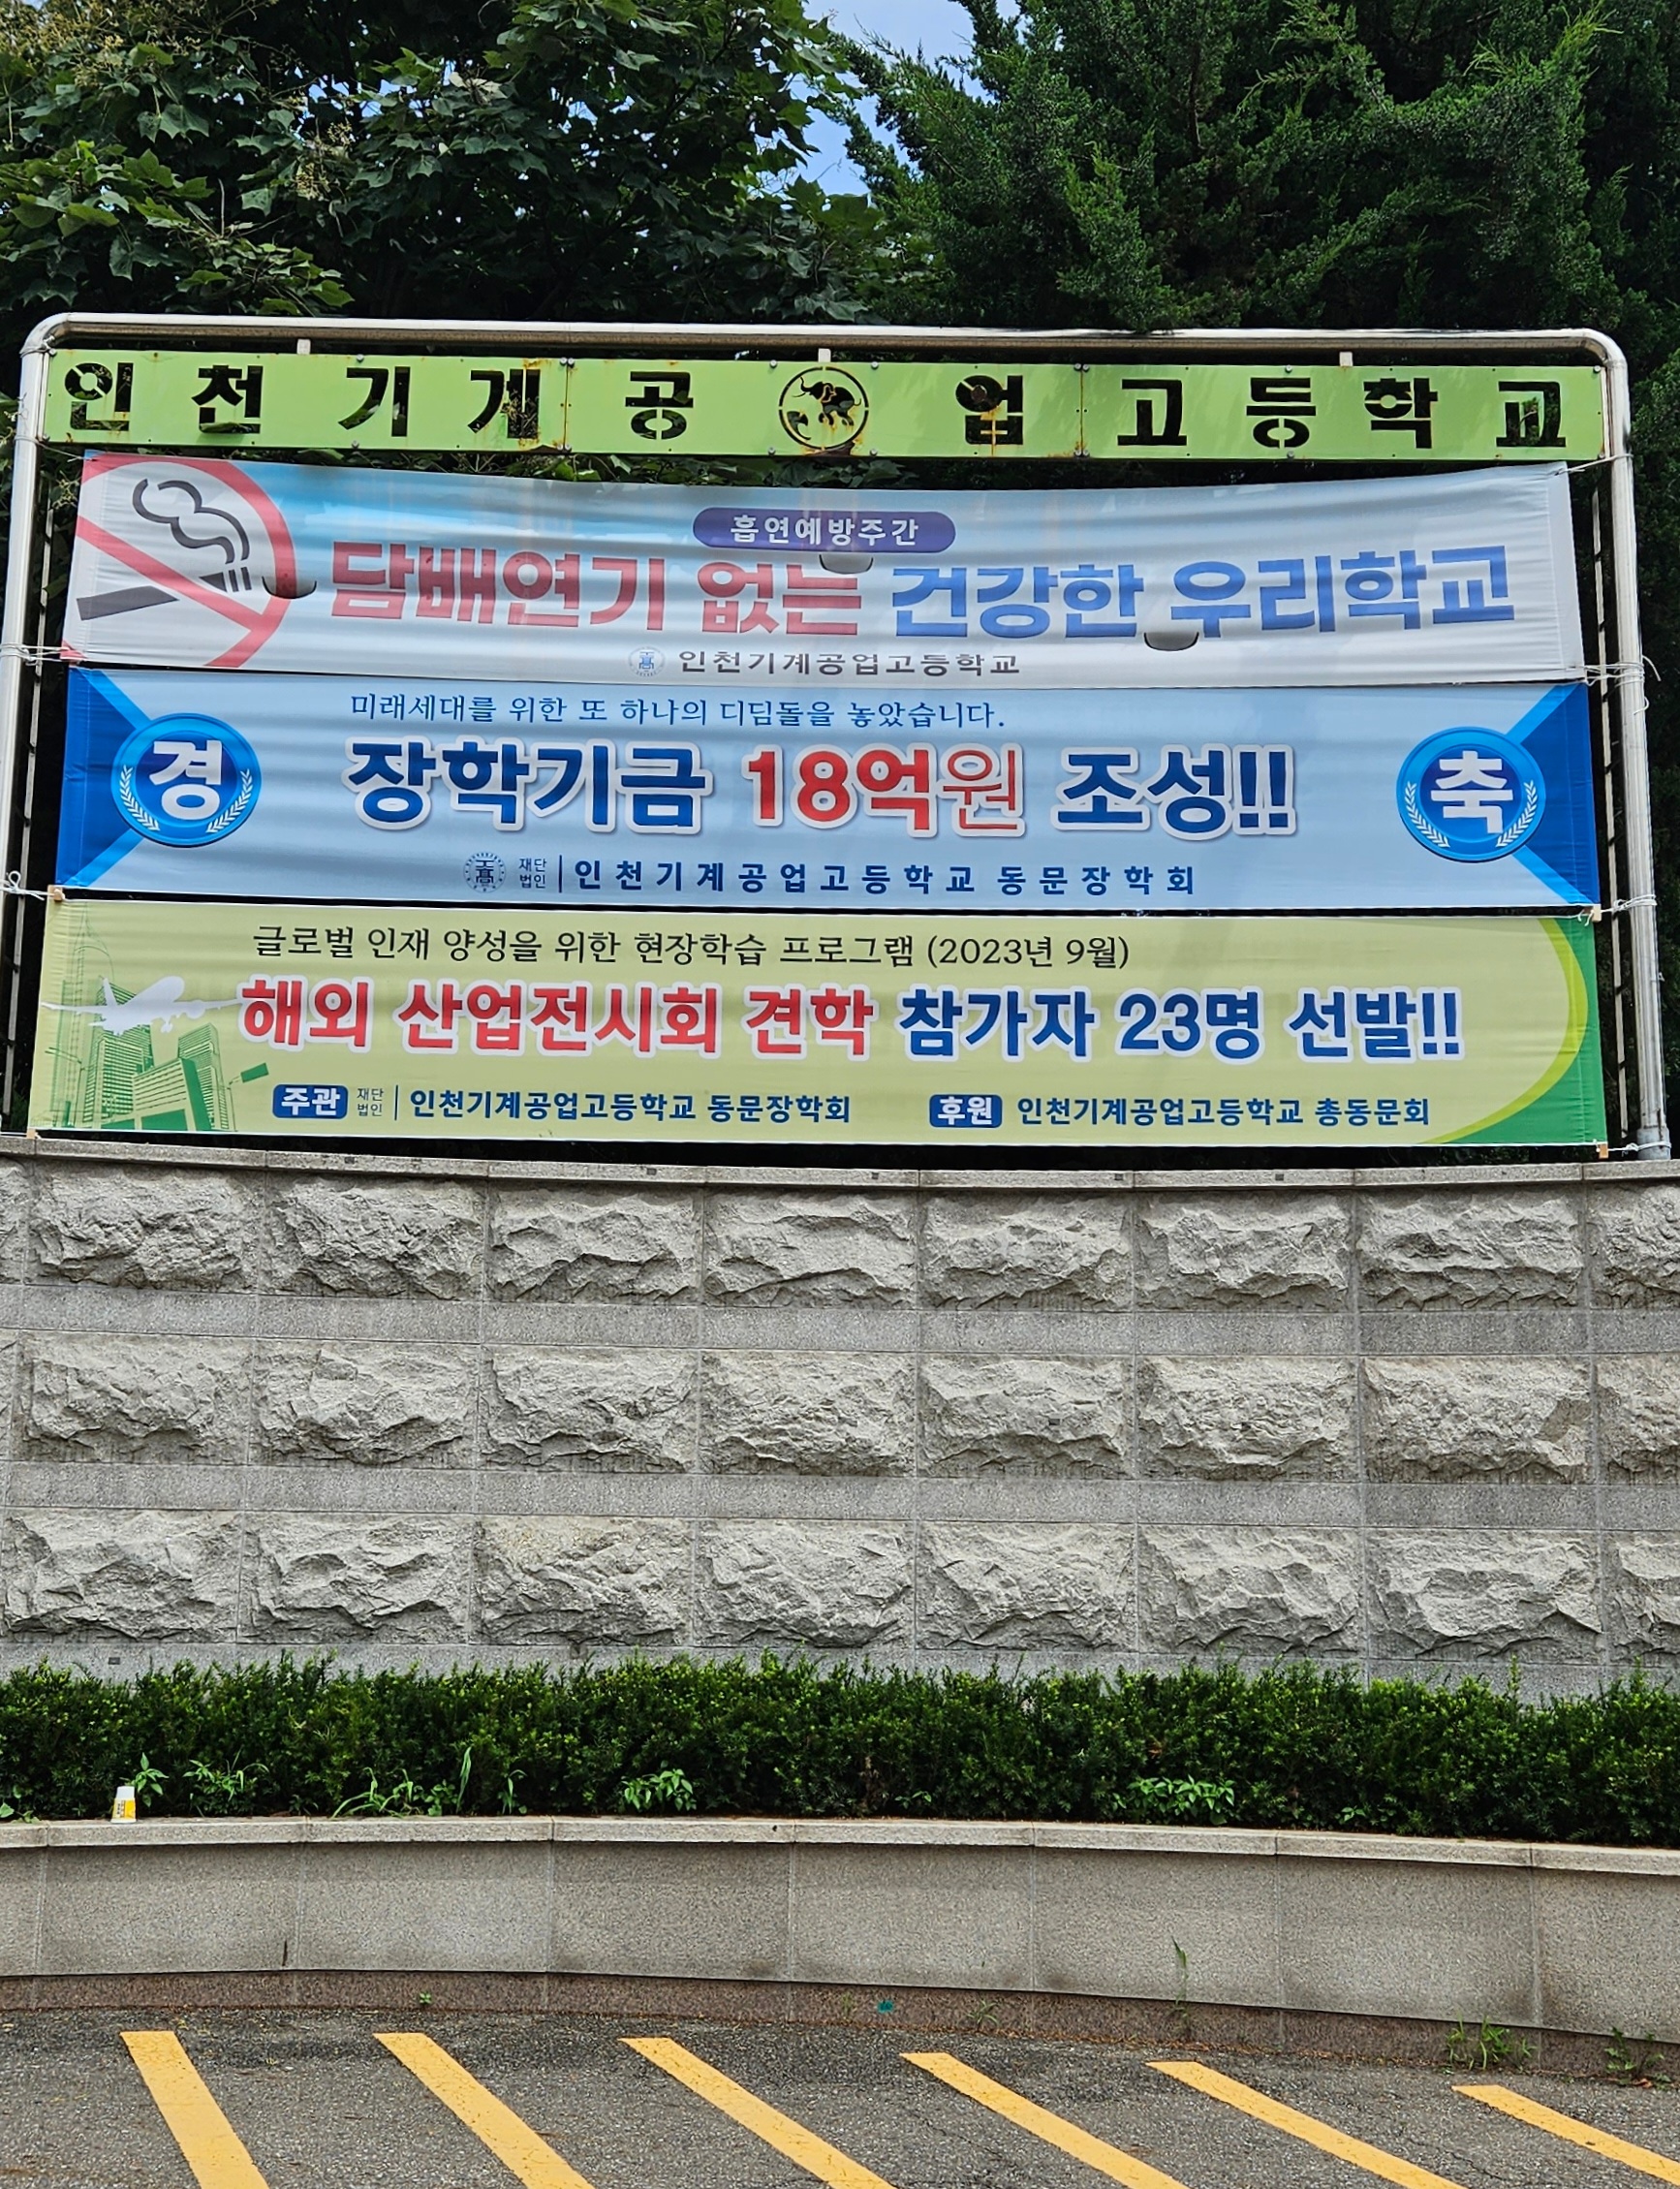 인천기계공업고등학교
흡연예방주간
담배연기 없는 건강한 우리학교
인천기계공업고등학교
미래세대를 위한 또 하나의 디딤돌을 놓았습니다.
경 장학기금 18억원 조성!! 축
재단법인 인천기계공업고등학교 동문장학회
글로벌 인재 양성을 위한 현장학습 프로그램 (2023년 9월)
해외 산업전시회 견학 참가자 23명 선발!!
주관 재단법인 인천기계공업고등학교 동문장학회 후원 인천기계공업고등학교 총동문회